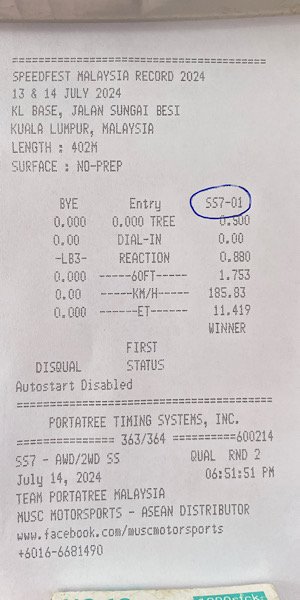 =====================================
SPEEDFEST MALAYSIA RECORD 2024
13 & 14 JULY 2024
KL BASE, JALAN SUNGAI BESI
KUALA LUMPUR, MALAYSIA
LENGTH : 402M
SURFACE : NO-PREP
BYE Entry SS7-01
0.000 0.000 TREE 0.500
0.00 DIAL-IN 0.00
-LB3- REACTION 0.880
0.000 -----60FT----- 1.753
0.00 -----KM/H----- 185.83
0.000 ------ET------ 11.419
WINNER
FIRST
DISQUAL STATUS
Autostart Disabled
=====================================
PORTATREE TIMING SYSTEMS, INC.
============== 363/364 ==========600214
SS7 - AWD/2WD SS QUAL RND 2
July 14, 2024 06:51:51 PM
TEAM PORTATREE MALAYSIA
MUSC MOTORSPORTS - ASEAN DISTRIBUTOR
www.facebook.com/muscmotorsports
+6016-6681490